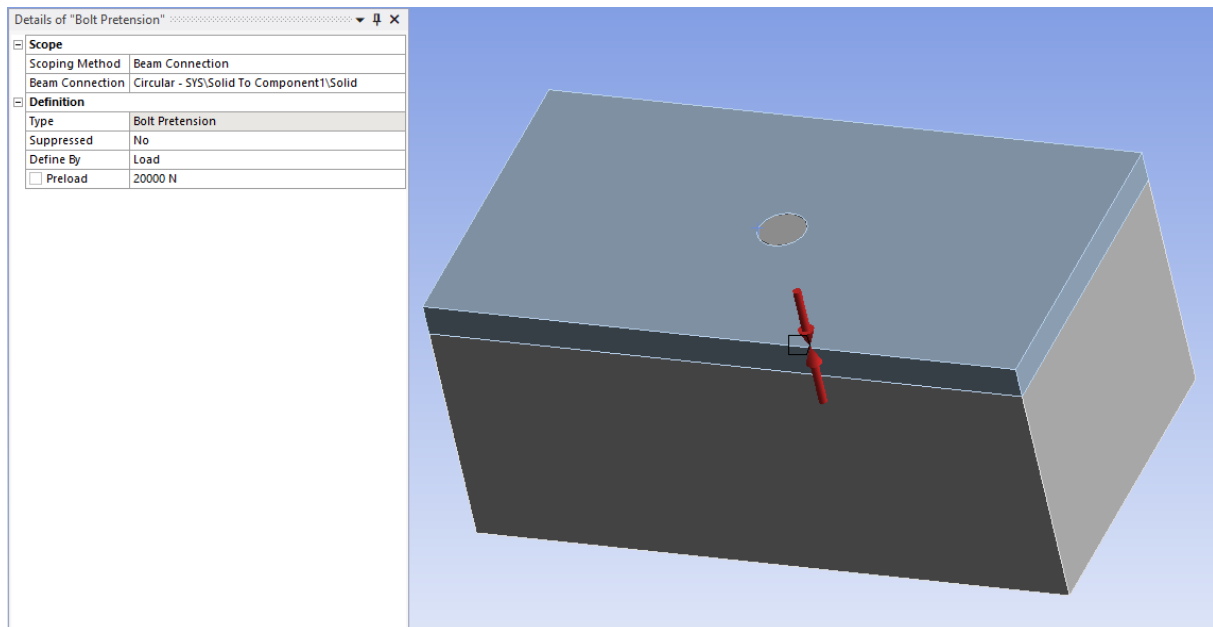 Details of "Bolt Pretension"
Scope
Scoping Method Beam Connection
Beam Connection Circular - SYS\Solid To Component1\Solid
Definition
Type Bolt Pretension
Suppressed No
Define By Load
Preload 20000 N